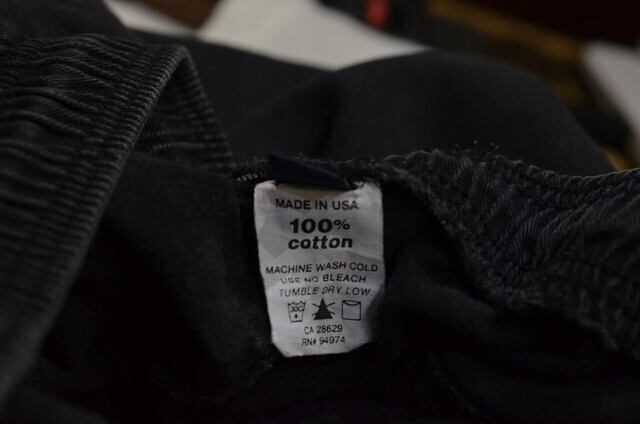 MADE IN USA
100%
cotton
MACHINE WASH COLD
USE NO BLEACH
TUMBLE DRY LOW
CA 28629
RN# 94974